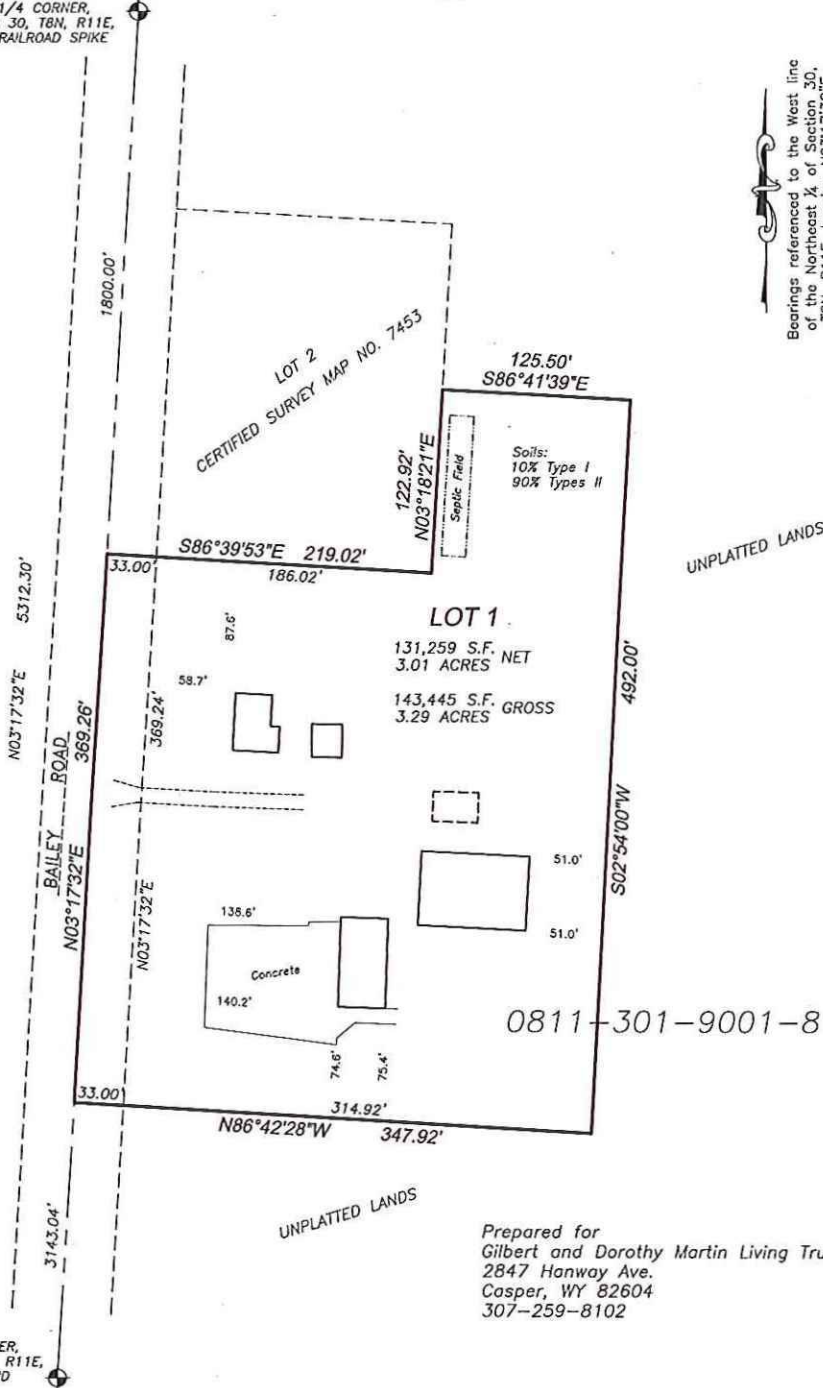 1/4 CORNER,
30, T8N, R11E,
RAILROAD SPIKE
Bearings referenced to the West line
of the Northeast ¼ of Section 30,
1800.00'
LOT 2
CERTIFIED SURVEY MAP NO. 7453
125.50'
S86°41'39"E
122.92'
N03°18'21"E
Septic Field
Soils:
10% Type I
90% Types II
UNPLATTED LANDS
S86°39'53"E 219.02'
33.00'
186.02'
N03°17'32"E 5312.30'
LOT 1
131,259 S.F.
3.01 ACRES NET
143,445 S.F.
3.29 ACRES GROSS
87.6'
58.7'
492.00'
S02°54'00"W
369.26'
369.24'
BAILEY ROAD
N03°17'32"E
N03°17'32"E
51.0'
51.0'
138.6'
Concrete
140.2'
74.6'
75.4'
0811-301-9001-8
33.00'
314.92'
N86°42'28"W 347.92'
3143.04'
UNPLATTED LANDS
Prepared for
Gilbert and Dorothy Martin Living Tru
2847 Hanway Ave.
Casper, WY 82604
307-259-8102
ER,
R11E,